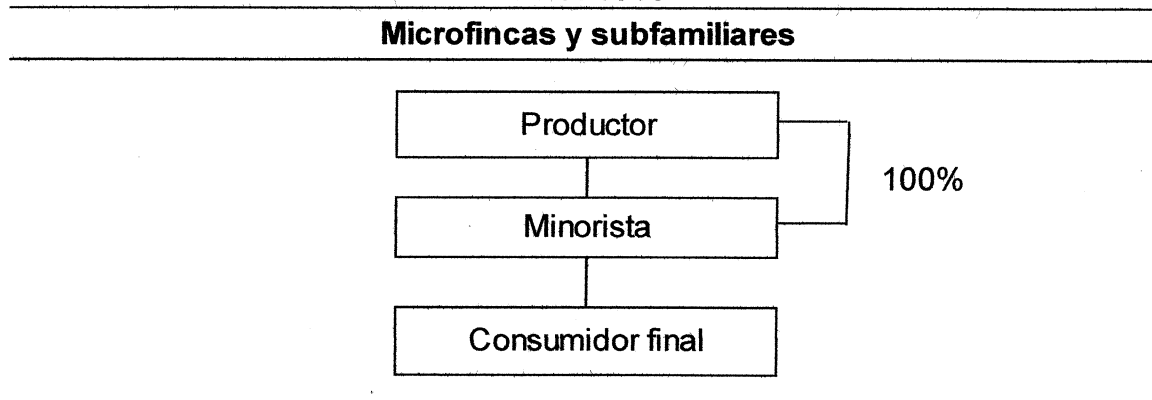 Microfincas y subfamiliares
Productor
100%
Minorista
Consumidor final